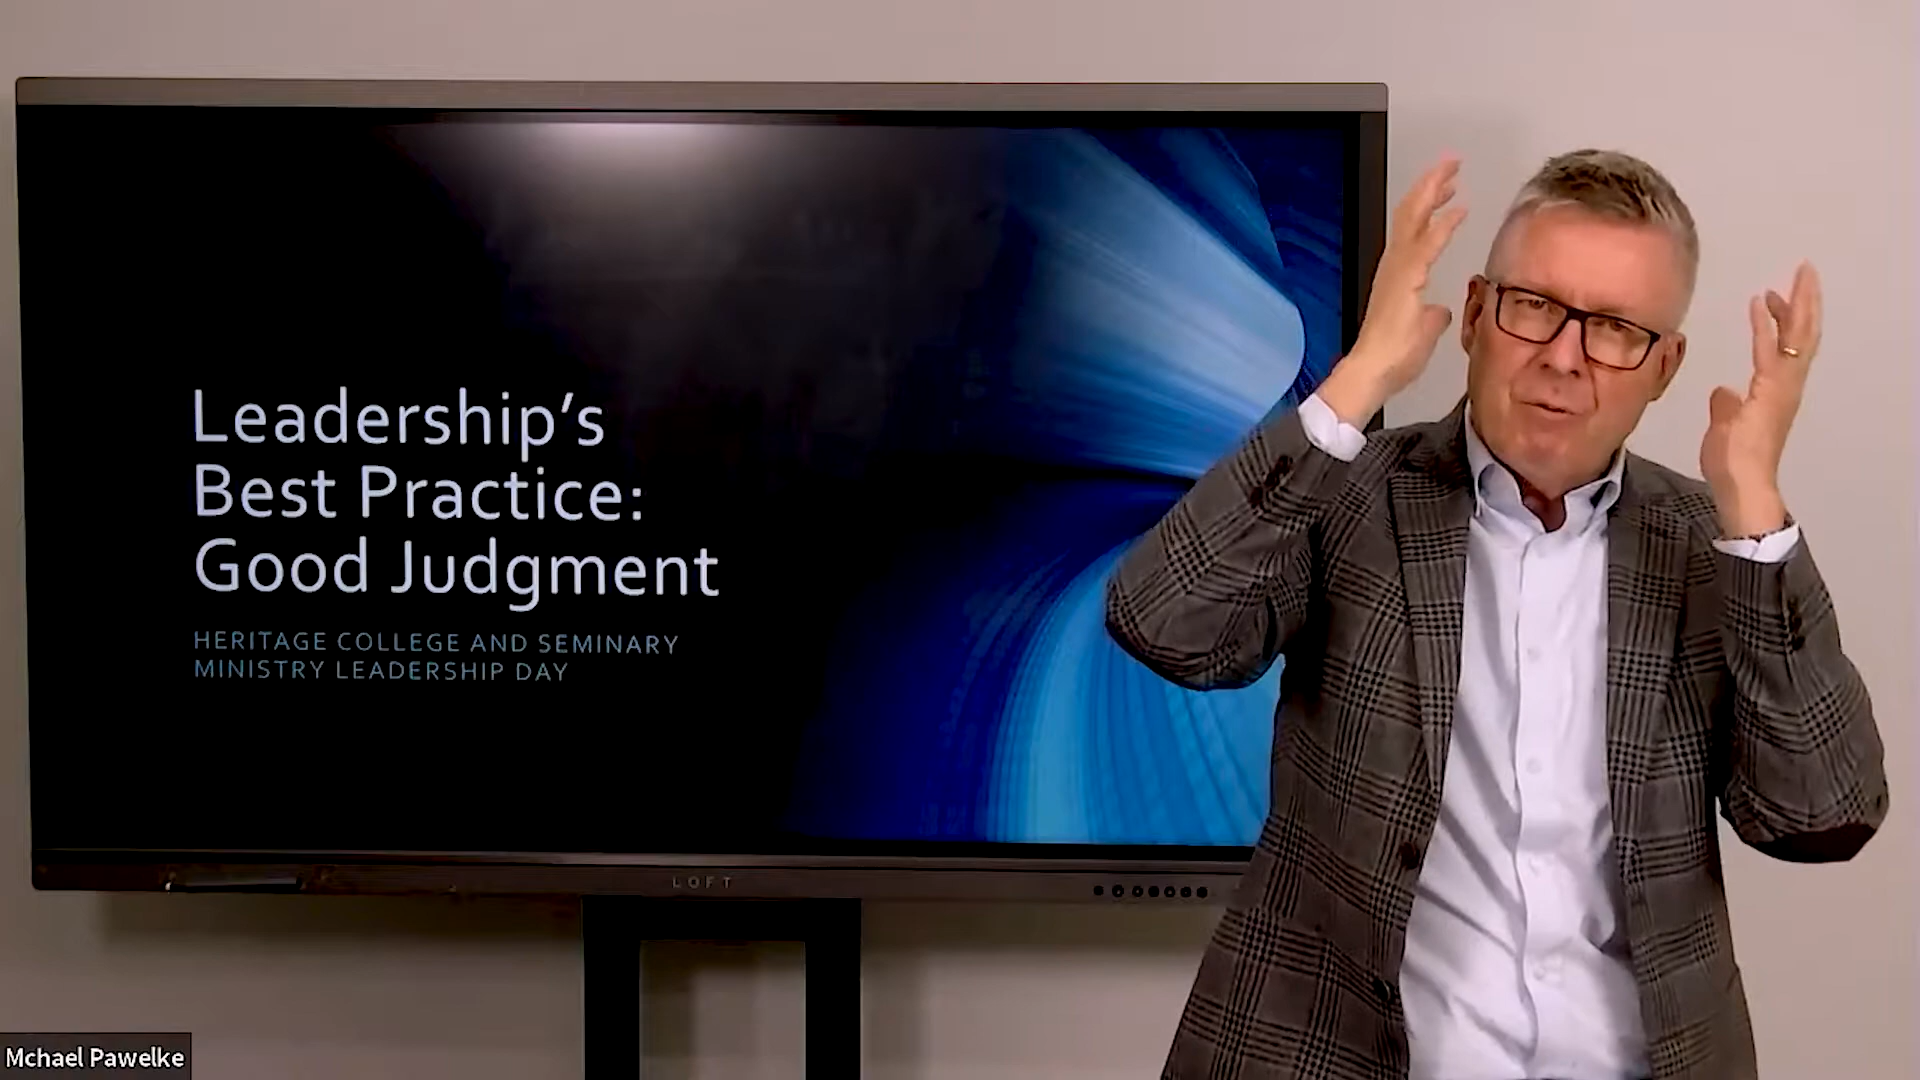 Leadership's
Best Practice:
Good Judgment
HERITAGE COLLEGE AND SEMINARY
MINISTRY LEADERSHIP DAY
LOFT
Mchael Pawelke